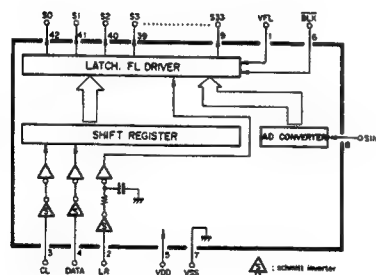 S0 S1 S2 S3 S33 VFL BLK
42 41 40 39 9 1 6
LATCH. FL DRIVER
SHIFT REGISTER
AD CONVERTER
8
3 4 2 5 7
CL DATA LR VDD VSS
: schmitt inverter